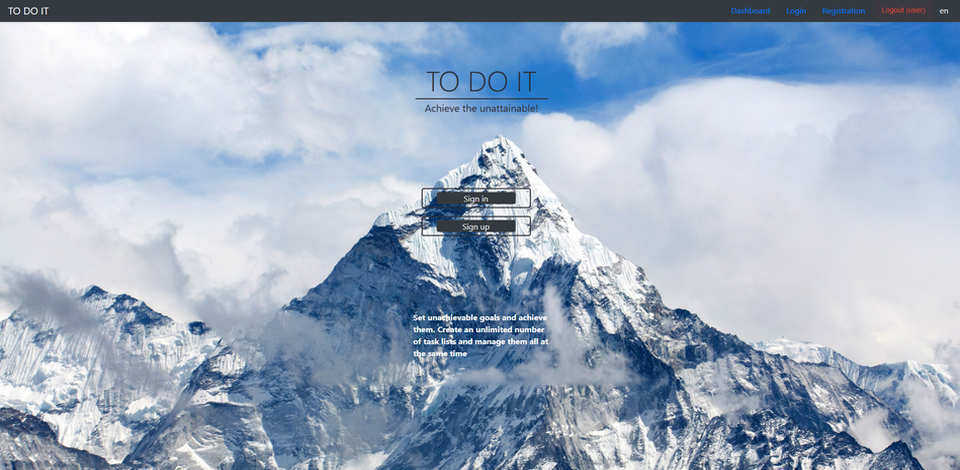 TO DO IT
Dashboard
Login
Registration
Logout (user)
en
TO DO IT
Achieve the unattainable!
Sign in
Sign up
Set unachievable goals and achieve
them. Create an unlimited number
of task lists and manage them all at
the same time